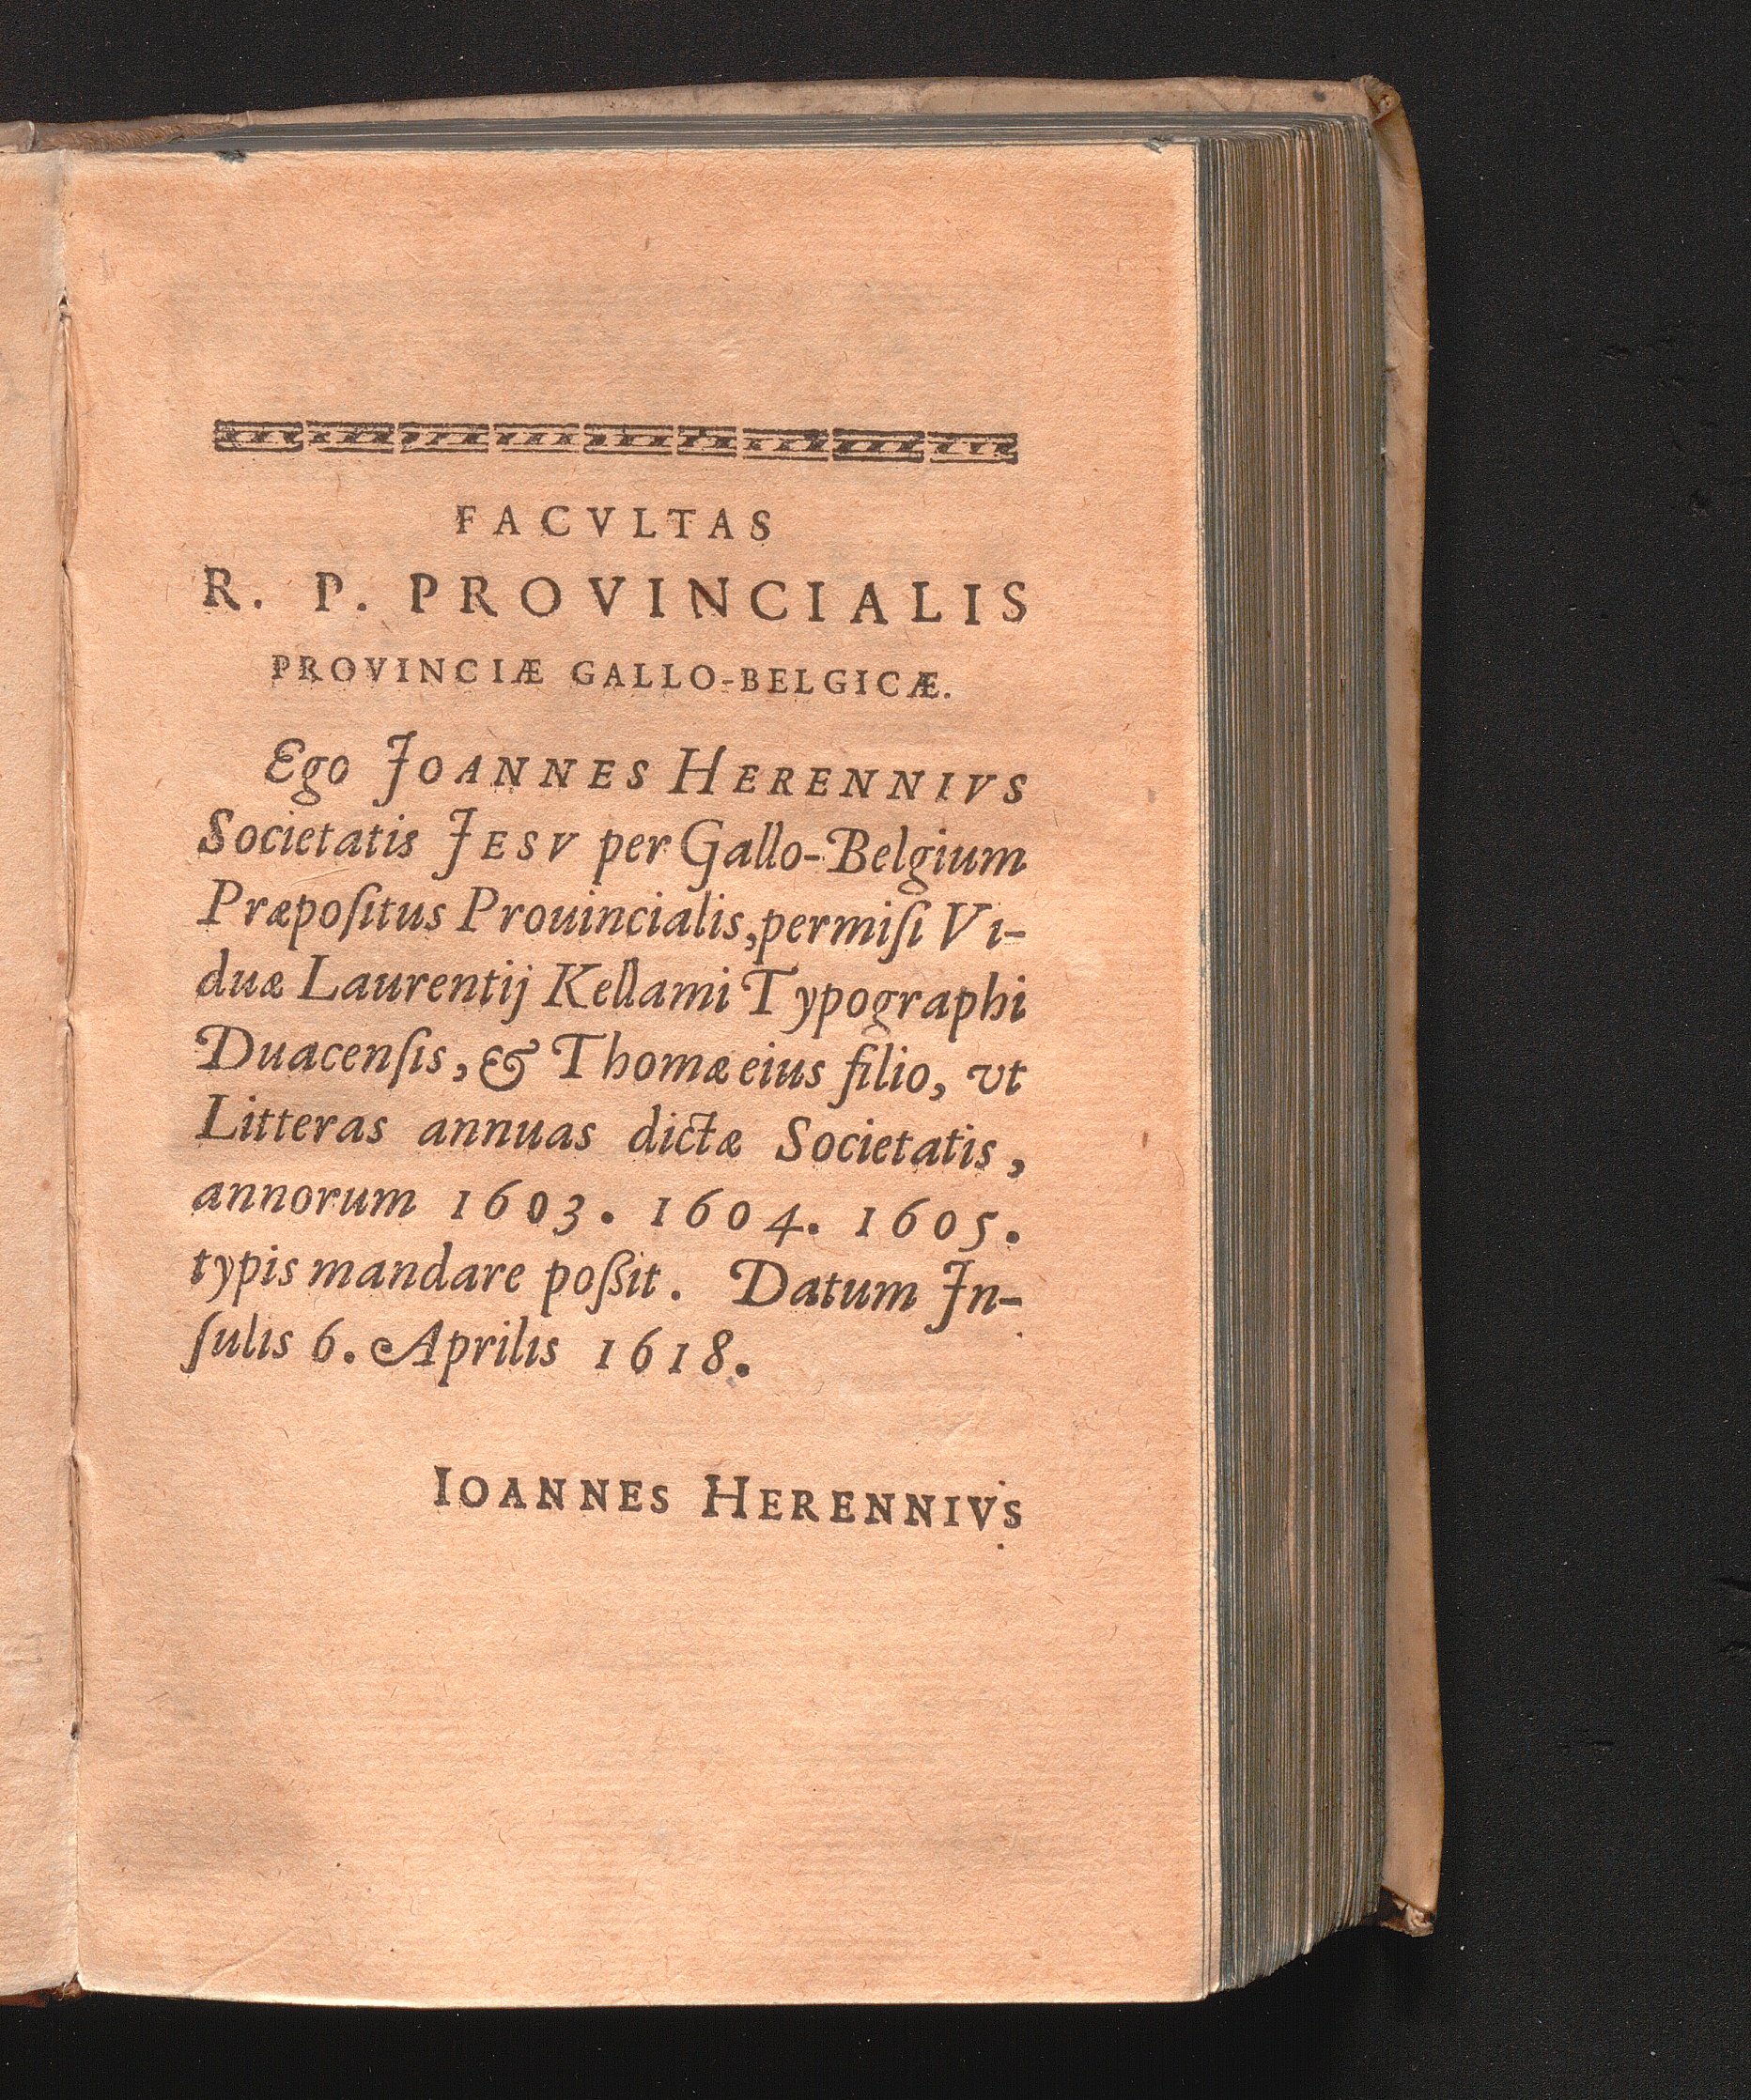 FACVLTAS
R. P. PROVINCIALIS
PROVINCIÆ GALLO-BELGICÆ.
Ego JOANNES HERENNIVS
Societatis JESV per Gallo-Belgium
Præpoſitus Prouincialis, permiſi Vi-
duæ Laurentij Kellami Typographi
Duacenſis, & Thomæ eius filio, vt
Litteras annuas dictæ Societatis,
annorum 1603. 1604. 1605.
typis mandare poßit. Datum Jn-
ſulis 6. Aprilis 1618.
IOANNES HERENNIVS